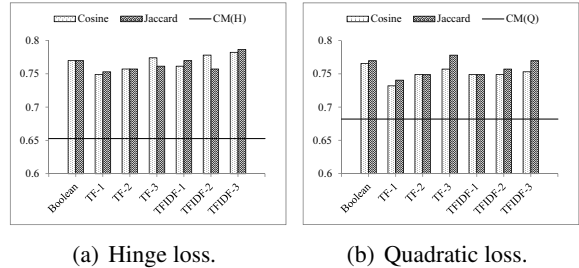 Cosine Jaccard CM(H)
0.8
0.75
0.7
0.65
0.6
Boolean TF-1 TF-2 TF-3 TFIDF-1 TFIDF-2 TFIDF-3
(a) Hinge loss.
Cosine Jaccard CM(Q)
0.8
0.75
0.7
0.65
0.6
Boolean TF-1 TF-2 TF-3 TFIDF-1 TFIDF-2 TFIDF-3
(b) Quadratic loss.